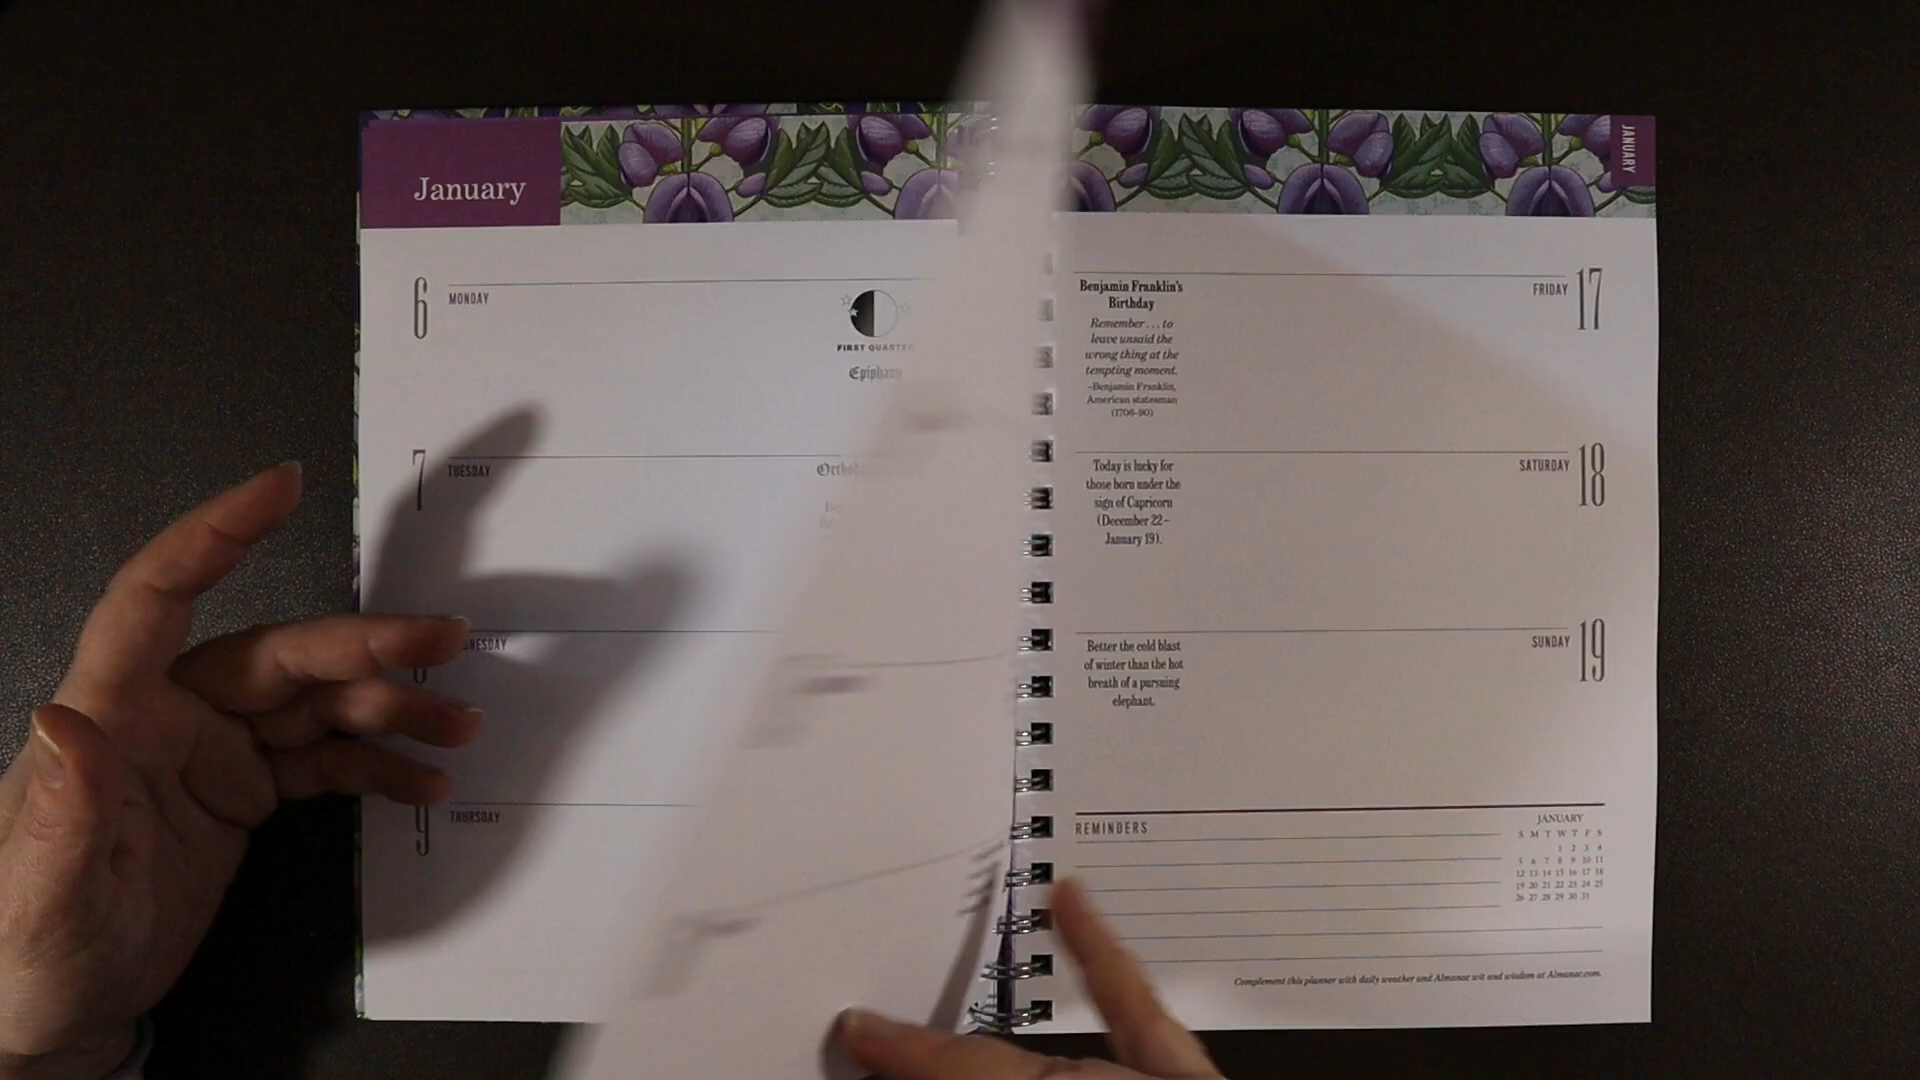 January
JANUARY
6 MONDAY
FIRST QUARTER
Epiphany
7 TUESDAY
9 THURSDAY
Benjamin Franklin's
Birthday
Remember . . . to
leave unsaid the
wrong thing at the
tempting moment.
–Benjamin Franklin,
American statesman
(1706–90)
FRIDAY 17
Today is lucky for
those born under the
sign of Capricorn
(December 22–
January 19).
SATURDAY 18
Better the cold blast
of winter than the hot
breath of a pursuing
elephant.
SUNDAY 19
REMINDERS
JANUARY
S M T W T F S
1 2 3 4
5 6 7 8 9 10 11
12 13 14 15 16 17 18
19 20 21 22 23 24 25
26 27 28 29 30 31
Complement this planner with daily weather and Almanac wit and wisdom at Almanac.com.